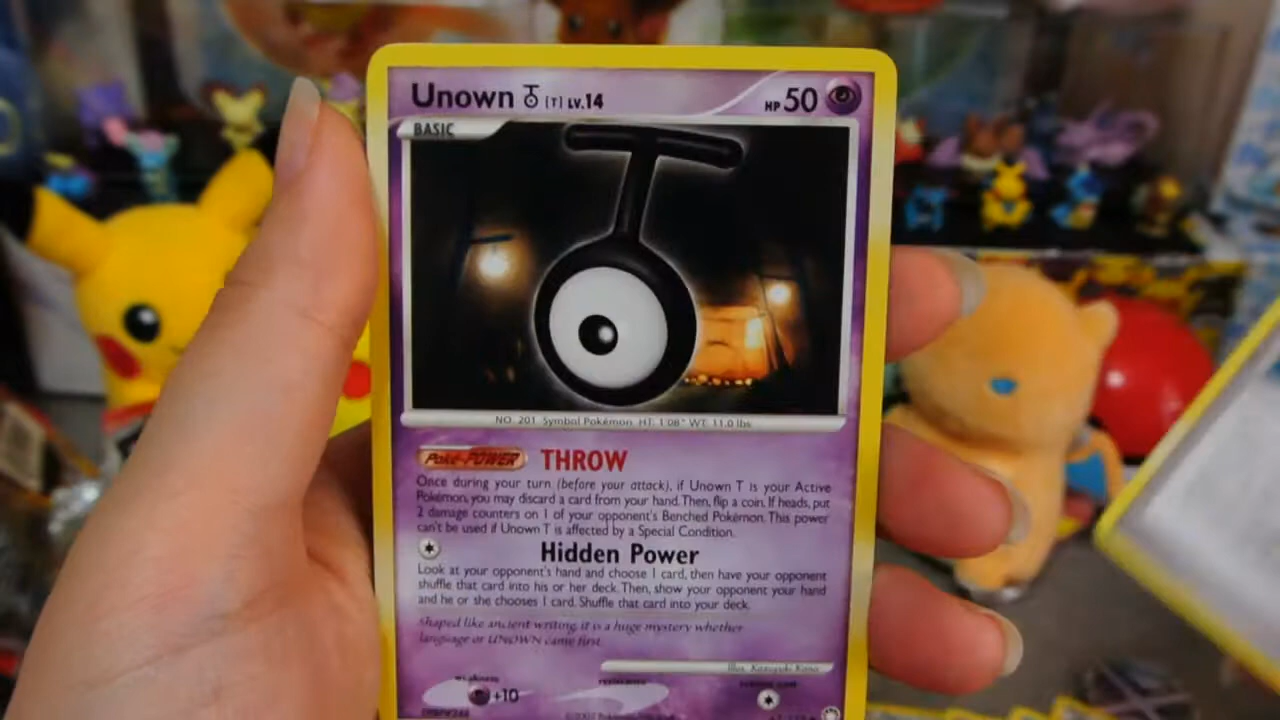 Unown [T] LV.14 HP 50
BASIC
NO. 201 Symbol Pokémon HT: 1'08" WT: 11.0 lbs
Poké-POWER THROW
Once during your turn (before your attack), if Unown T is your Active
Pokémon, you may discard a card from your hand. Then, flip a coin. If heads, put
2 damage counters on 1 of your opponent's Benched Pokémon. This power
can't be used if Unown T is affected by a Special Condition.
Hidden Power
Look at your opponent's hand and choose 1 card, then have your opponent
shuffle that card into his or her deck. Then, show your opponent your hand
and he or she chooses 1 card. Shuffle that card into your deck.
Shaped like ancient writing, it is a huge mystery whether
language or UNOWN came first.
Illus. Kazuyuki Kano
weakness
+10